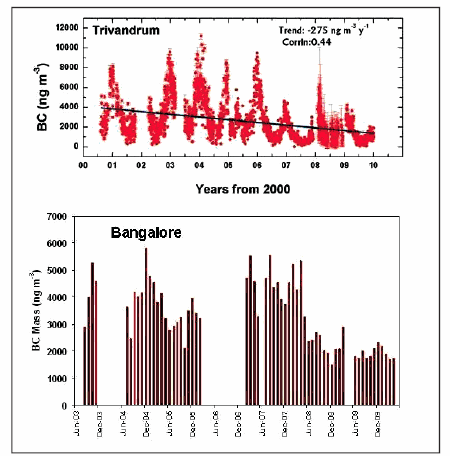 Trivandrum
Trend: -275 ng m-3 y-1
Corrln:0.44
BC (ng m-3)
12000
10000
8000
6000
4000
2000
0
00 01 02 03 04 05 06 07 08 09 10
Years from 2000
Bangalore
BC Mass (ng m-3)
7000
6000
5000
4000
3000
2000
1000
0
Jun-03 Dec-03 Jun-04 Dec-04 Jun-05 Dec-05 Jun-06 Dec-06 Jun-07 Dec-07 Jun-08 Dec-08 Jun-09 Dec-09